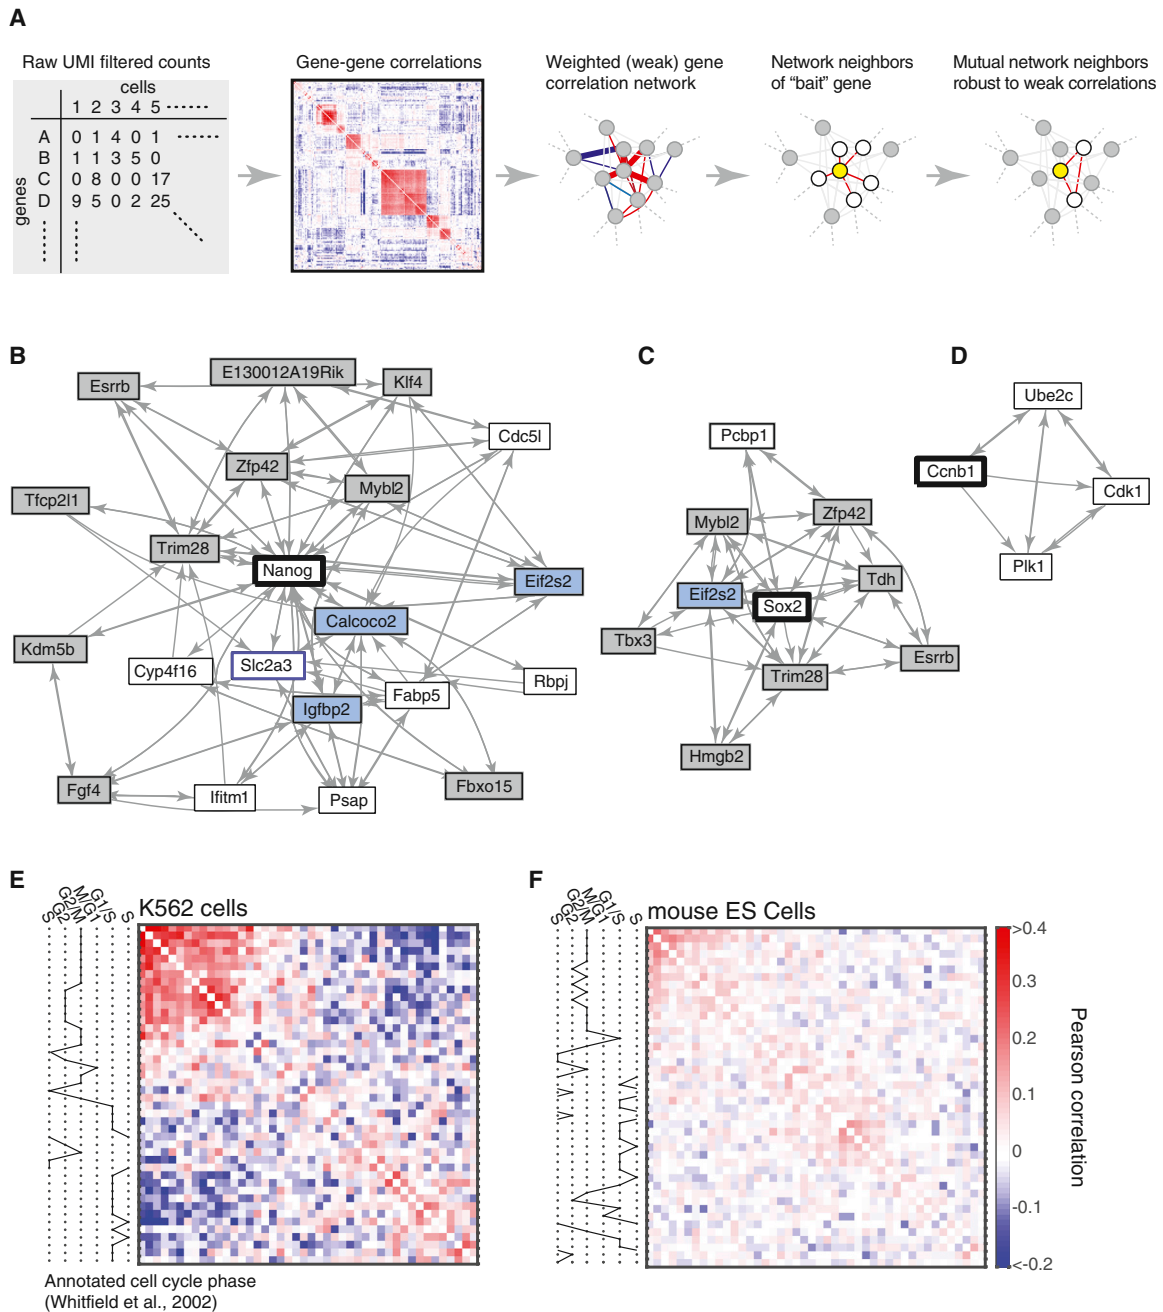 A
Raw UMI filtered counts
cells
1 2 3 4 5
genes
A 0 1 4 0 1
B 1 1 3 5 0
C 0 8 0 0 17
D 9 5 0 2 25
Gene-gene correlations
Weighted (weak) gene
correlation network
Network neighbors
of “bait” gene
Mutual network neighbors
robust to weak correlations
B
Esrrb
E130012A19Rik
Klf4
Cdc5l
Zfp42
Mybl2
Tfcp2l1
Trim28
Nanog
Eif2s2
Calcoco2
Kdm5b
Cyp4f16
Slc2a3
Fabp5
Rbpj
Igfbp2
Fgf4
Ifitm1
Psap
Fbxo15
C
Pcbp1
Mybl2
Zfp42
Eif2s2
Sox2
Tdh
Tbx3
Trim28
Esrrb
Hmgb2
D
Ube2c
Ccnb1
Cdk1
Plk1
E
S
G2
G2/M
M/G1
G1/S
S
K562 cells
Annotated cell cycle phase
(Whitfield et al., 2002)
F
S
G2
G2/M
M/G1
G1/S
S
mouse ES Cells
>0.4
0.3
0.2
0.1
0
-0.1
<-0.2
Pearson correlation